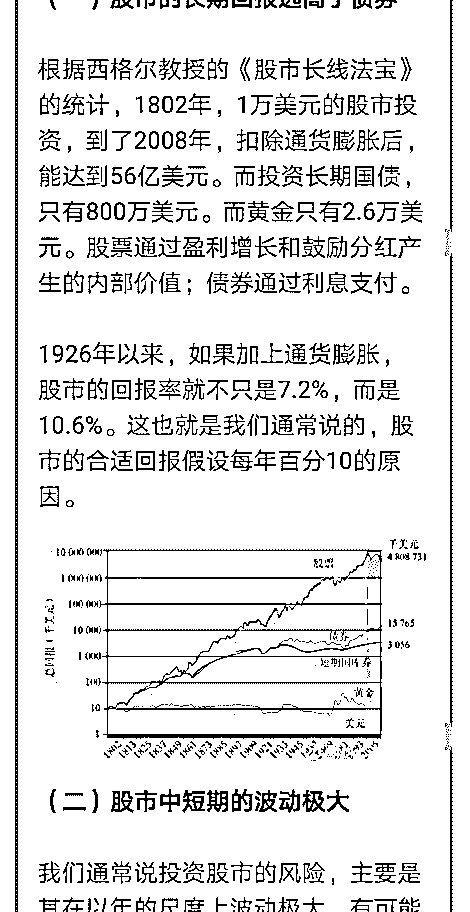 （一）股市的长期回报远高于债券
根据西格尔教授的《股市长线法宝》
的统计，1802年，1万美元的股市投
资，到了2008年，扣除通货膨胀后，
能达到56亿美元。而投资长期国债，
只有800万美元。而黄金只有2.6万美
元。股票通过盈利增长和鼓励分红产
生的内部价值；债券通过利息支付。
1926年以来，如果加上通货膨胀，
股市的回报率就不只是7.2%，而是
10.6%。这也就是我们通常说的，股
市的合适回报假设每年百分10的原
因。
千美元
10 000 000
股票
4 808 731
1 000 000
100 000
总回报（千美元）
10 000
债券
15 765
1 000
5 056
短期国库券
100
黄金
10
美元
1
（二）股市中短期的波动极大
我们通常说投资股市的风险，主要是
其在以年的尺度上波动极大，有可能